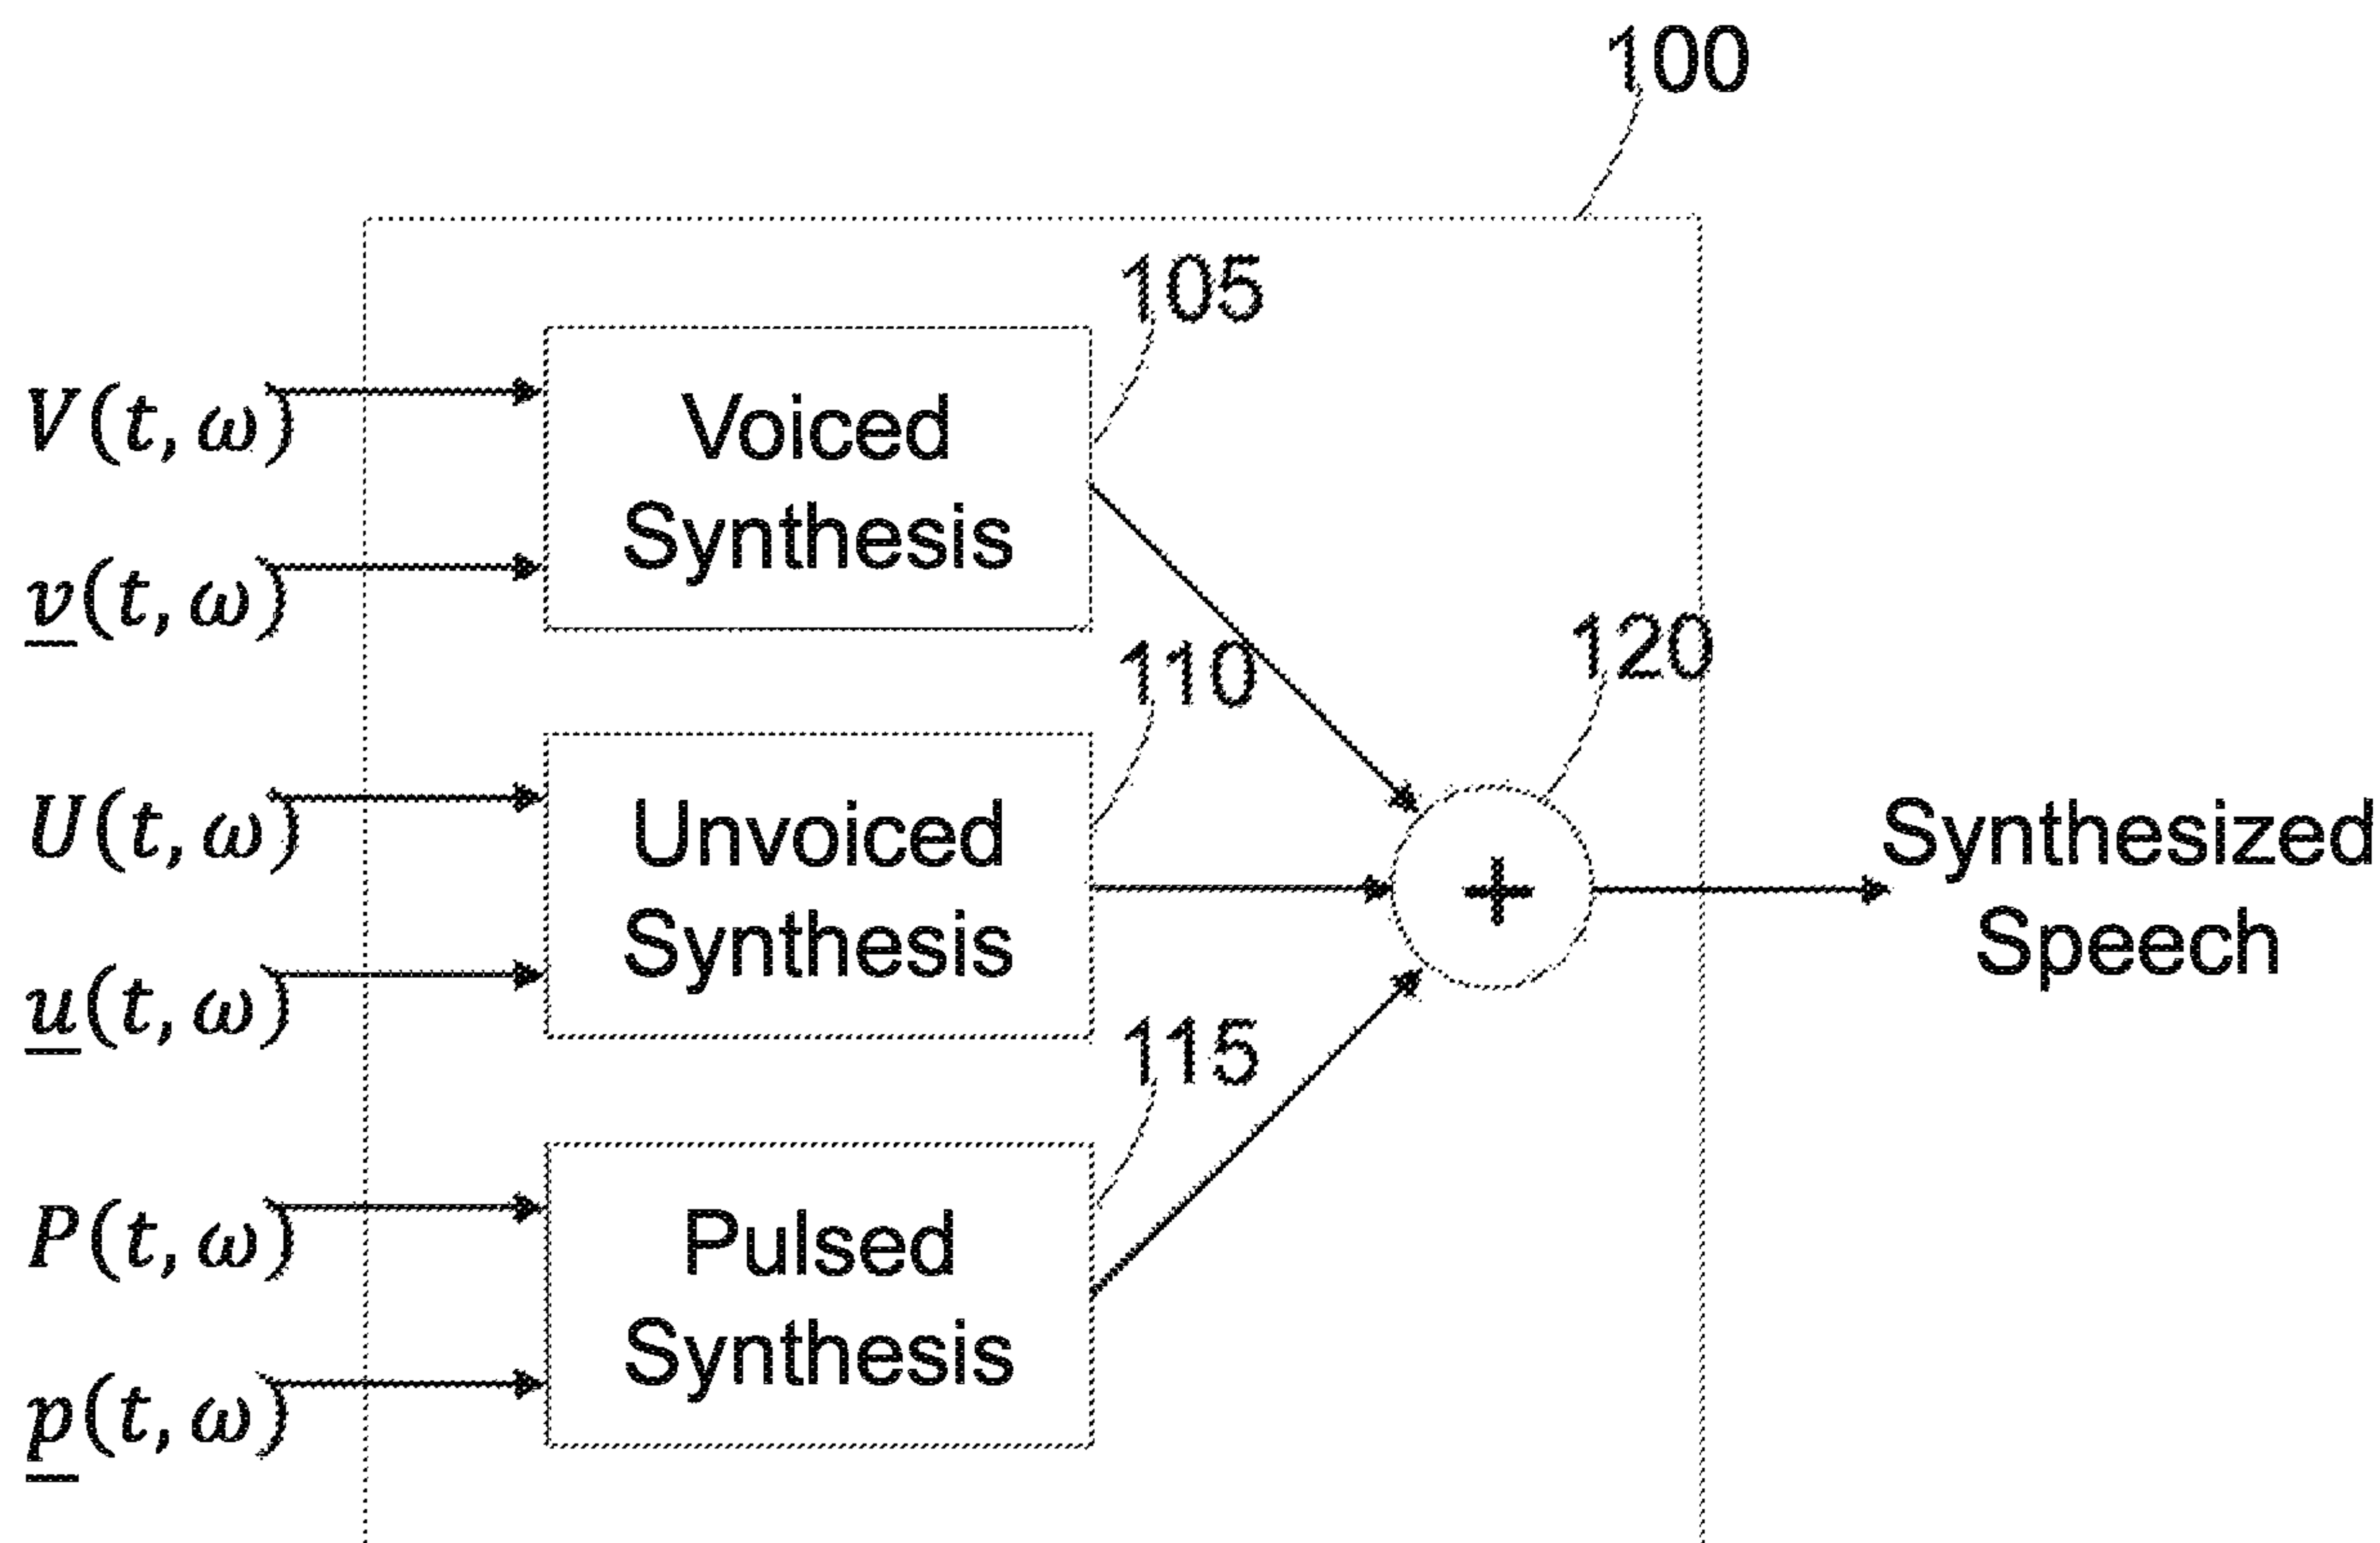 100
105
V(t, ω)
Voiced
Synthesis
v(t, ω)
110
120
U(t, ω)
Unvoiced
Synthesis
+
Synthesized
Speech
u(t, ω)
115
P(t, ω)
Pulsed
Synthesis
p(t, ω)